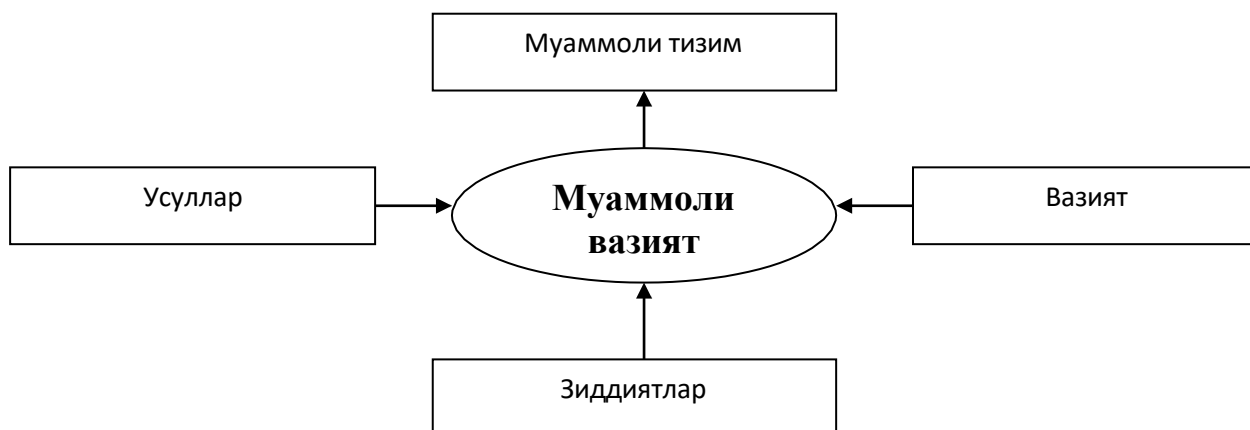 Муаммоли тизим
Усуллар
Муаммоли
вазият
Вазият
Зиддиятлар